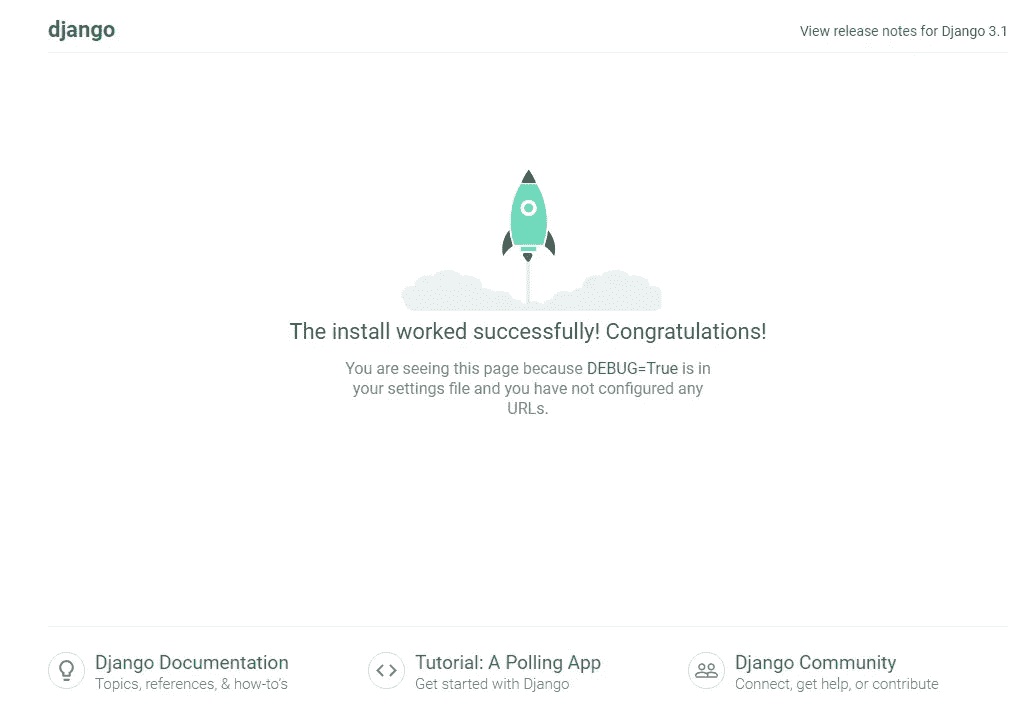 django
View release notes for Django 3.1
The install worked successfully! Congratulations!
You are seeing this page because DEBUG=True is in
your settings file and you have not configured any
URLs.
Django Documentation
Topics, references, & how-to's
Tutorial: A Polling App
Get started with Django
Django Community
Connect, get help, or contribute